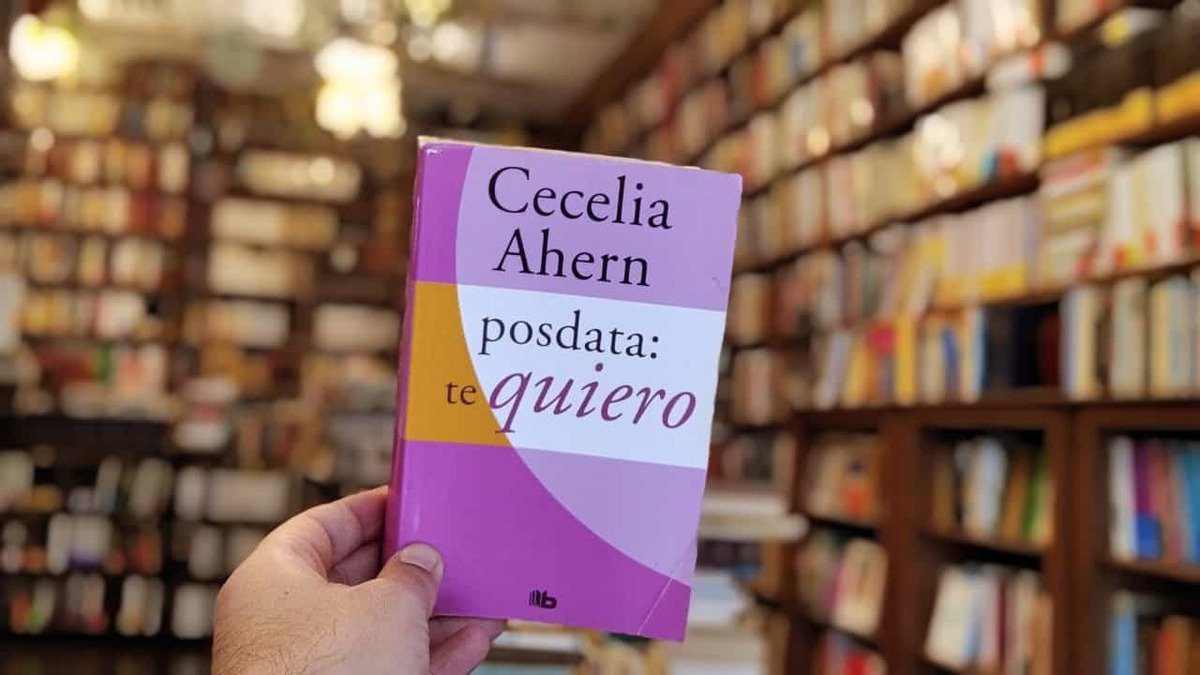 Cecelia
Ahern
posdata:
te quiero
b